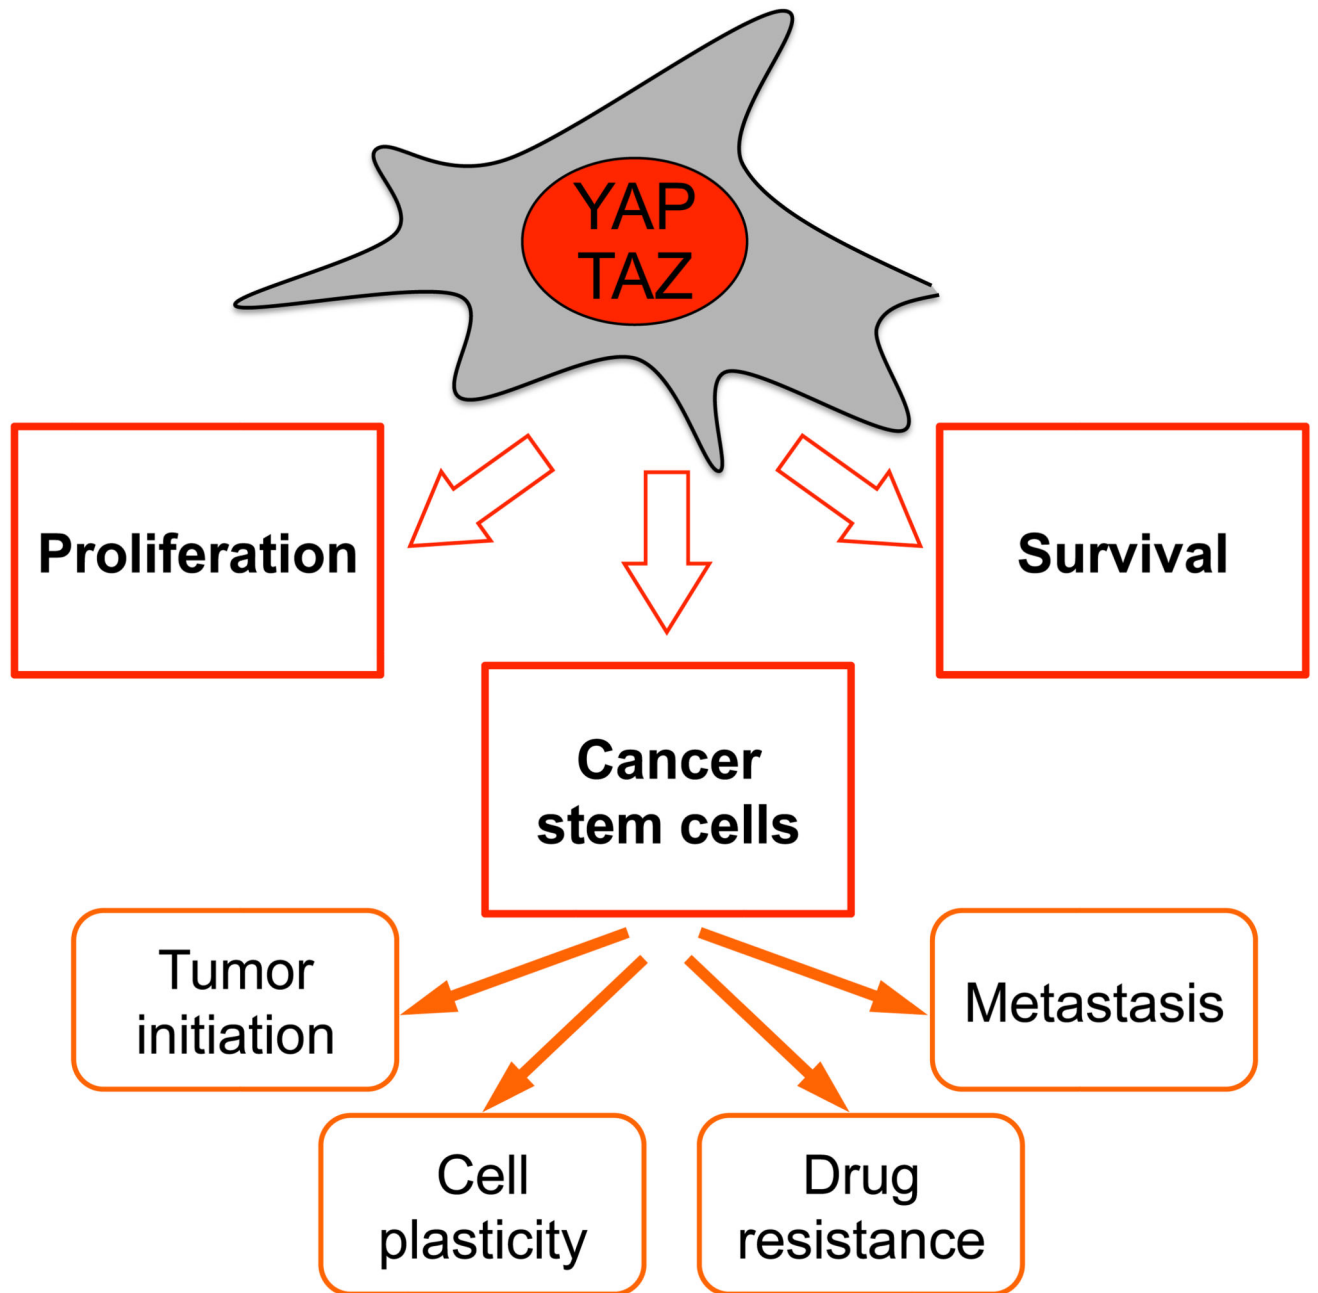 YAP
TAZ
Proliferation
Survival
Cancer
stem cells
Tumor
initiation
Metastasis
Cell
plasticity
Drug
resistance